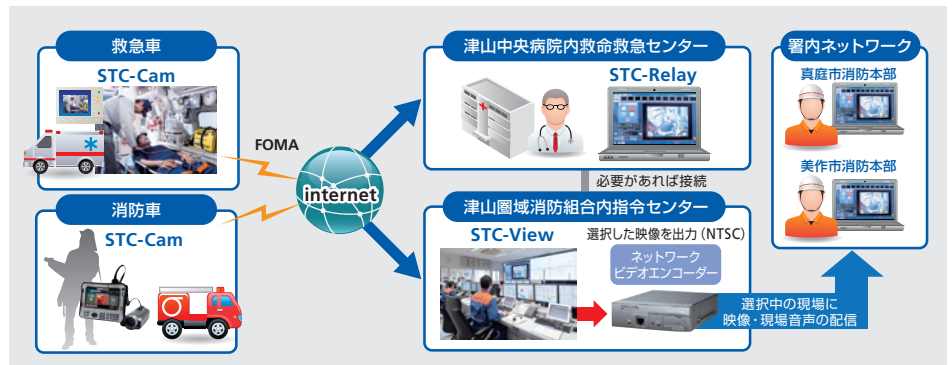 救急車
STC-Cam
FOMA
internet
消防車
STC-Cam
津山中央病院内救命救急センター
STC-Relay
必要があれば接続
津山圏域消防組合内指令センター
STC-View
選択した映像を出力（NTSC）
ネットワーク
ビデオエンコーダー
選択中の現場に
映像・現場音声の配信
署内ネットワーク
真庭市消防本部
美作市消防本部